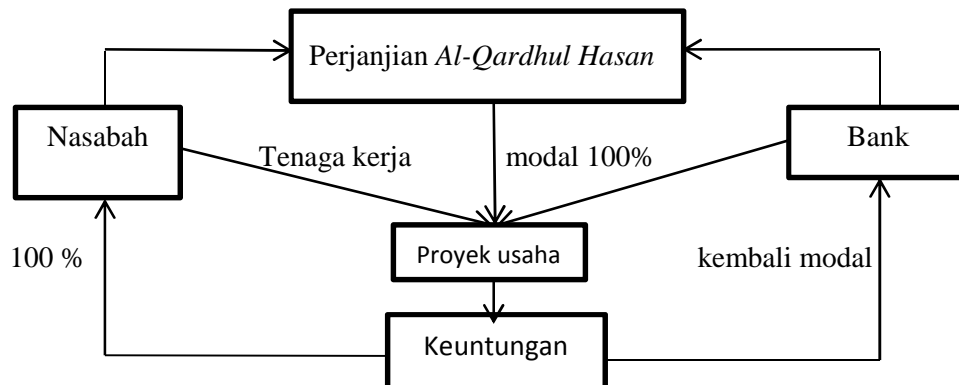 Perjanjian Al-Qardhul Hasan
Nasabah
Bank
Tenaga kerja
modal 100%
Proyek usaha
100 %
kembali modal
Keuntungan